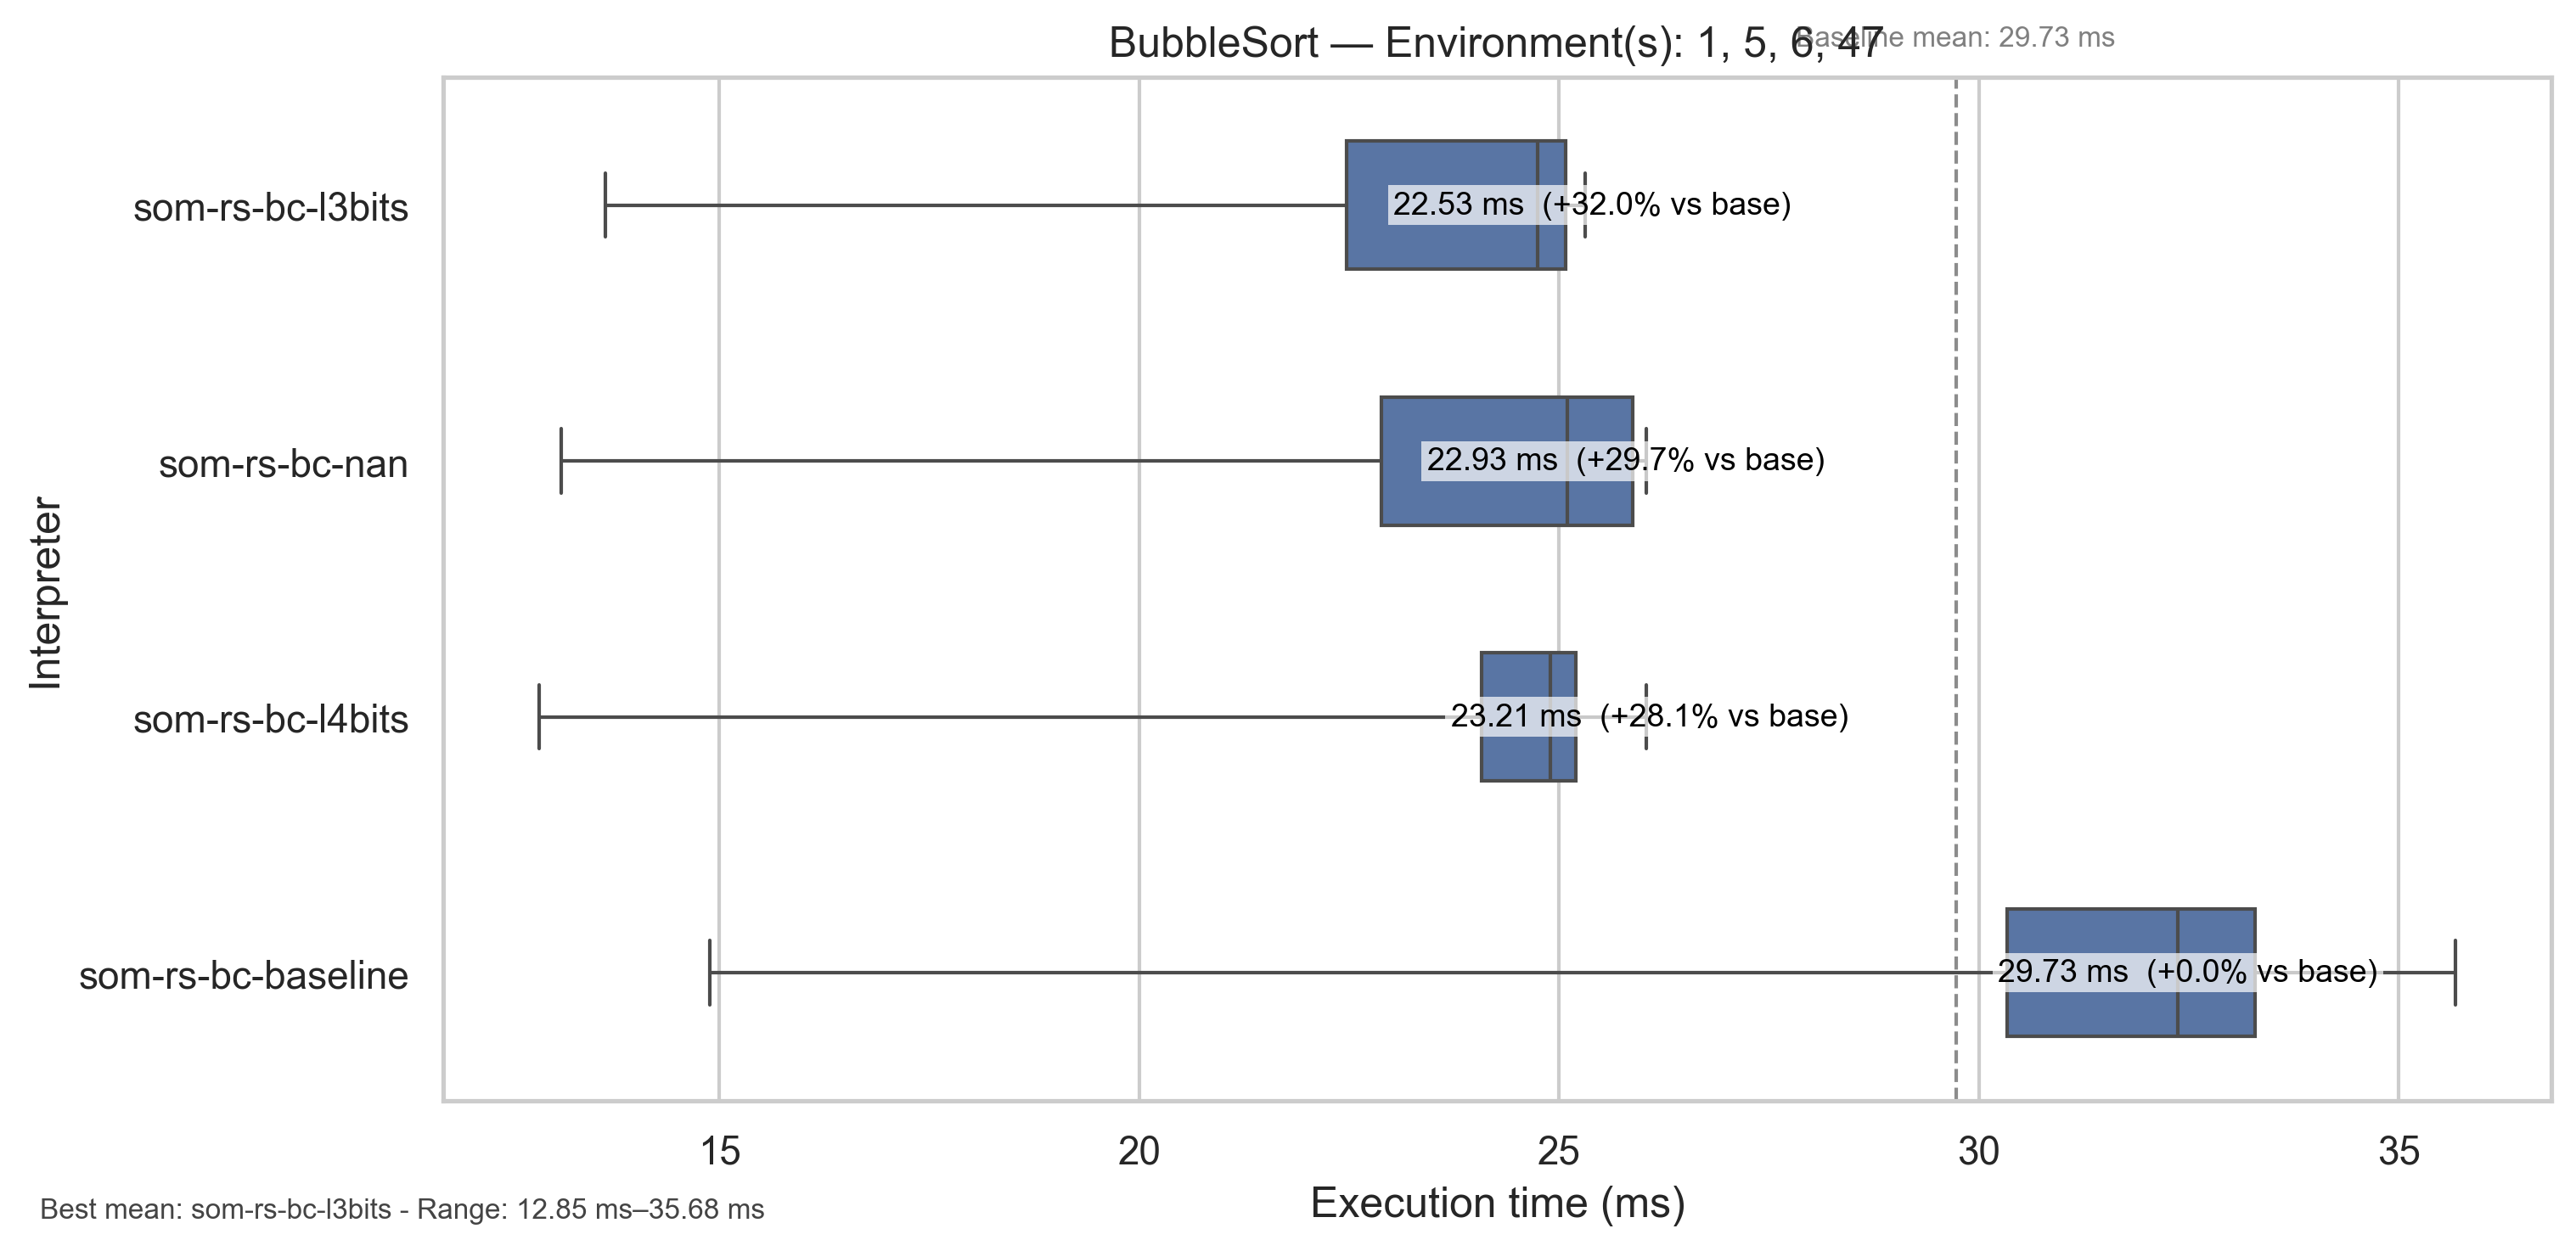 BubbleSort — Environment(s): 1, 5, 6, 47
Baseline mean: 29.73 ms
som-rs-bc-l3bits
22.53 ms (+32.0% vs base)
som-rs-bc-nan
22.93 ms (+29.7% vs base)
som-rs-bc-l4bits
23.21 ms (+28.1% vs base)
som-rs-bc-baseline
29.73 ms (+0.0% vs base)
Interpreter
15 20 25 30 35
Execution time (ms)
Best mean: som-rs-bc-l3bits - Range: 12.85 ms–35.68 ms